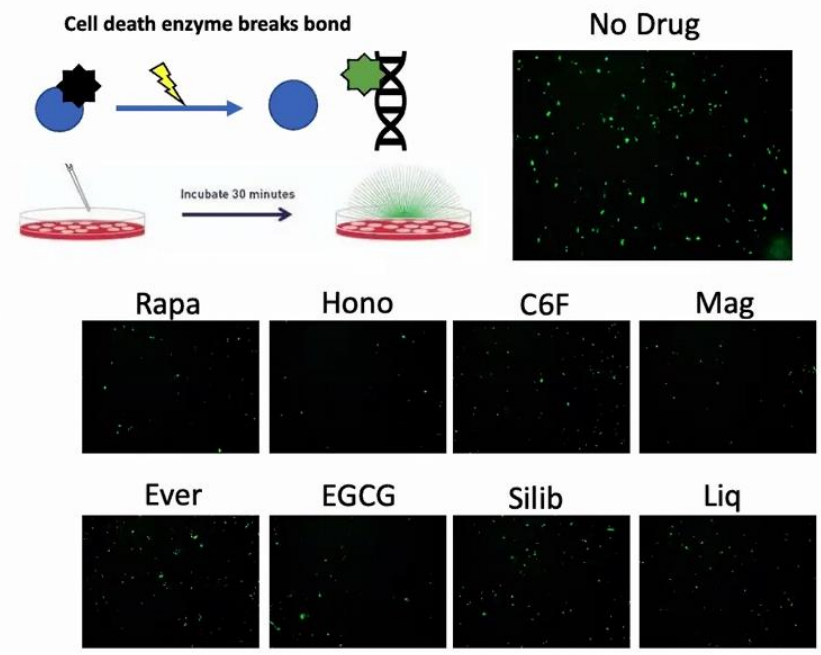 Cell death enzyme breaks bond
No Drug
Incubate 30 minutes
Rapa
Hono
C6F
Mag
Ever
EGCG
Silib
Liq